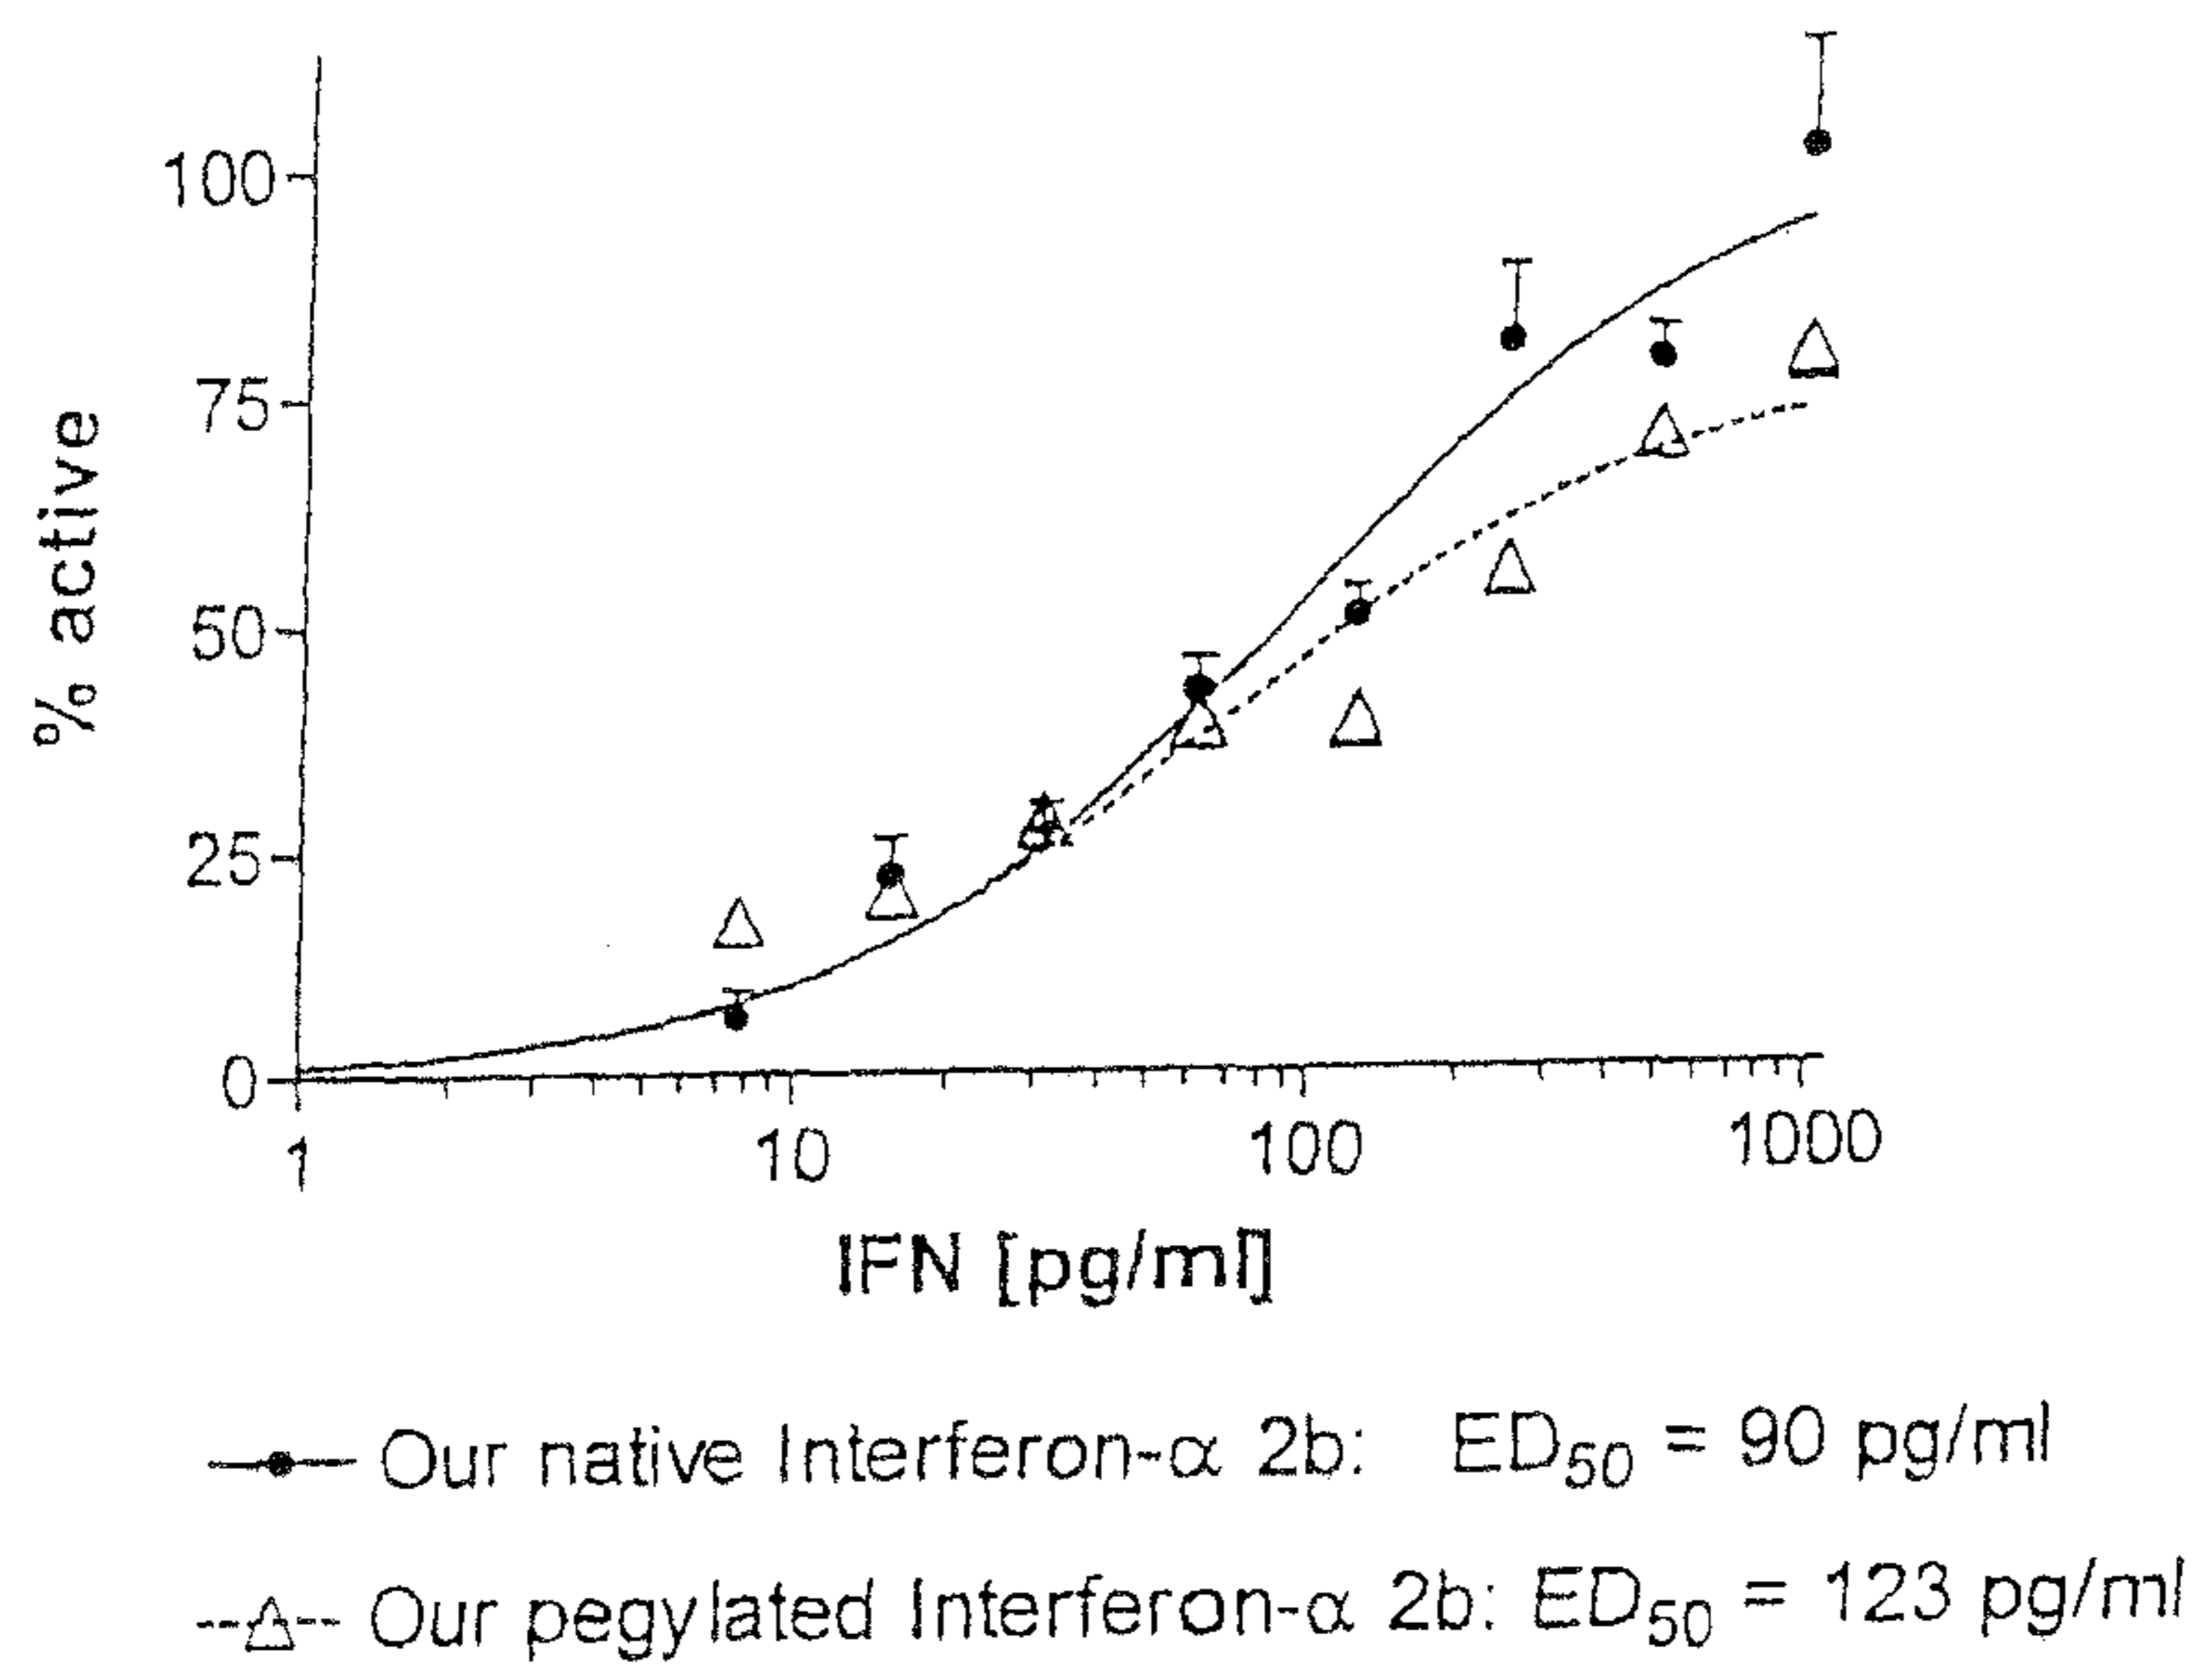 100
75
50
25
0
% active
1 10 100 1000
IFN [pg/ml]
Our native Interferon-α 2b: ED50 = 90 pg/ml
Our pegylated Interferon-α 2b: ED50 = 123 pg/ml